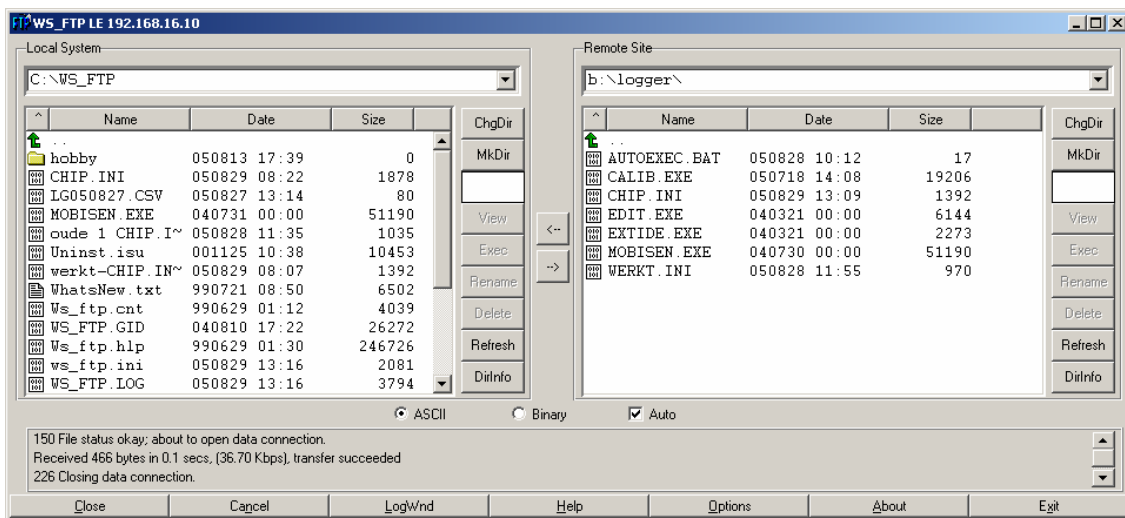 WS_FTP LE 192.168.16.10
Local System
C:\WS_FTP
^ Name Date Size
..
hobby 050813 17:39 0
CHIP.INI 050829 08:22 1878
LG050827.CSV 050827 13:14 80
MOBISEN.EXE 040731 00:00 51190
oude 1 CHIP.I~ 050828 11:35 1035
Uninst.isu 001125 10:38 10453
werkt-CHIP.IN~ 050829 08:07 1392
WhatsNew.txt 990721 08:50 6502
Ws_ftp.cnt 990629 01:12 4039
WS_FTP.GID 040810 17:22 26272
Ws_ftp.hlp 990629 01:30 246726
ws_ftp.ini 050829 13:16 2081
WS_FTP.LOG 050829 13:16 3794
ChgDir
MkDir
View
Exec
Rename
Delete
Refresh
DirInfo
<--
-->
Remote Site
b:\logger\
^ Name Date Size
..
AUTOEXEC.BAT 050828 10:12 17
CALIB.EXE 050718 14:08 19206
CHIP.INI 050829 13:09 1392
EDIT.EXE 040321 00:00 6144
EXTIDE.EXE 040321 00:00 2273
MOBISEN.EXE 040730 00:00 51190
WERKT.INI 050828 11:55 970
ChgDir
MkDir
View
Exec
Rename
Delete
Refresh
DirInfo
ASCII Binary Auto
150 File status okay; about to open data connection.
Received 466 bytes in 0.1 secs, (36.70 Kbps), transfer succeeded
226 Closing data connection.
Close Cancel LogWnd Help Options About Exit